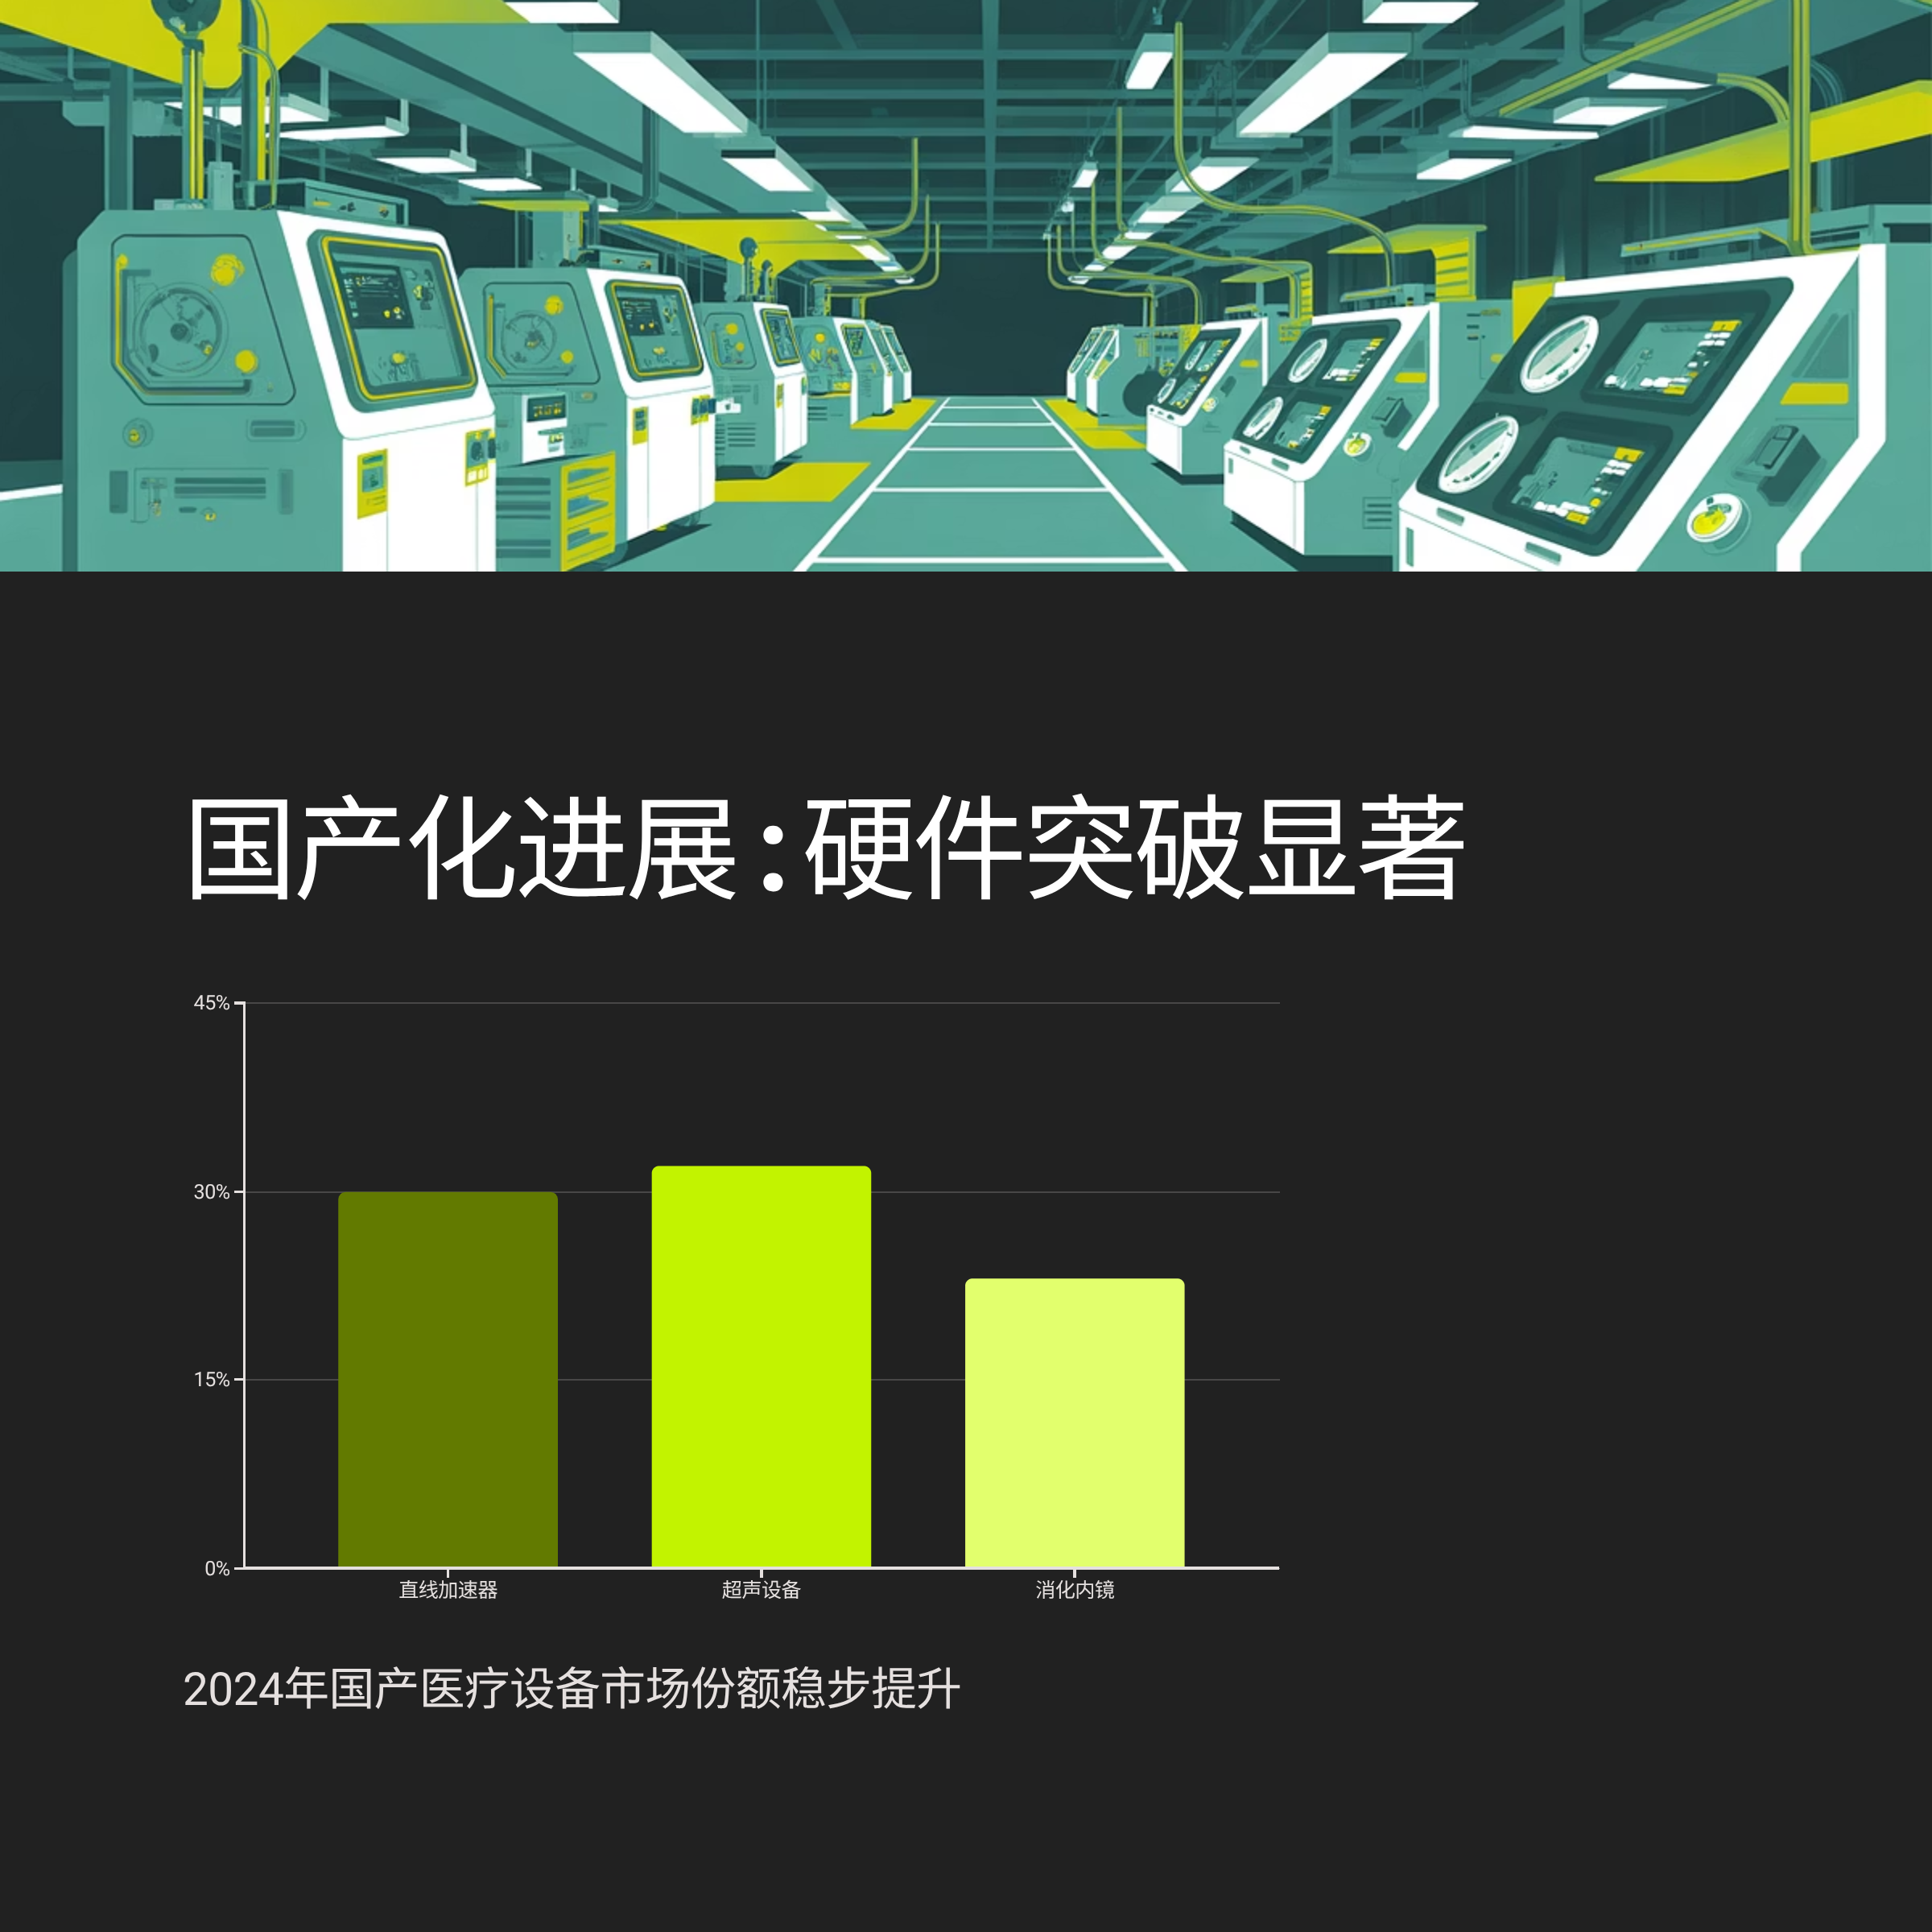 国产化进展:硬件突破显著
45%
30%
15%
0%
直线加速器 超声设备 消化内镜
2024年国产医疗设备市场份额稳步提升